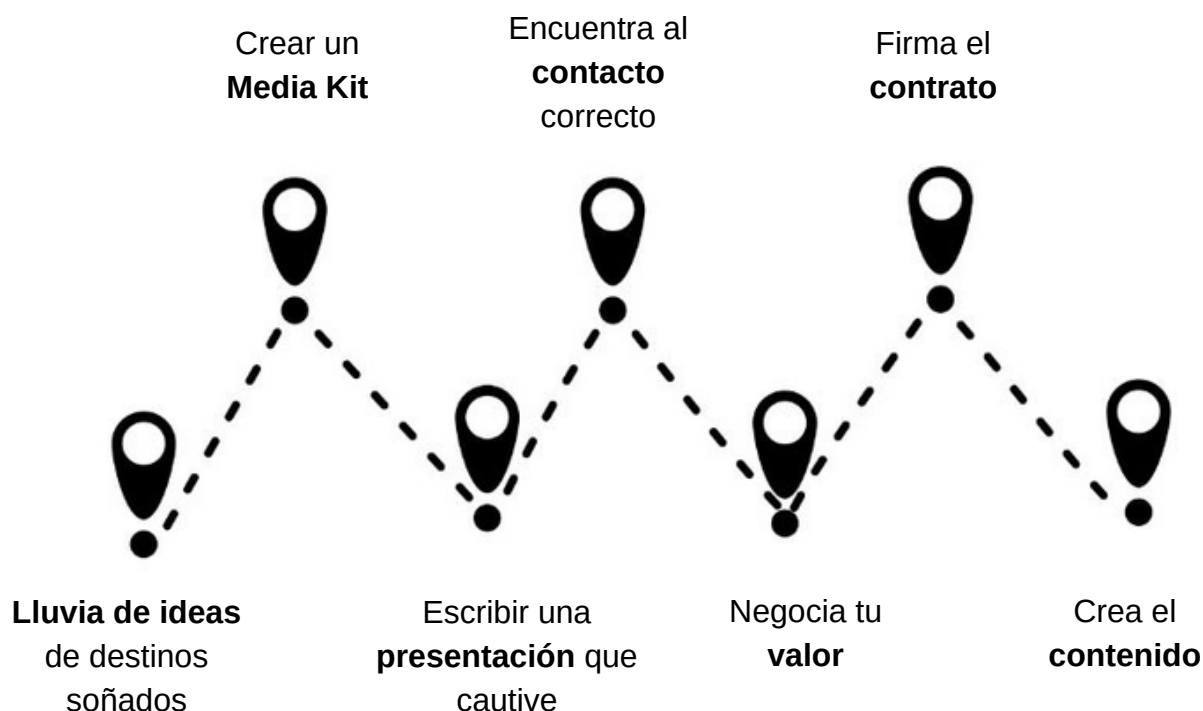 Crear un
Media Kit
Encuentra al
contacto
correcto
Firma el
contrato
Lluvia de ideas
de destinos
soñados
Escribir una
presentación que
cautive
Negocia tu
valor
Crea el
contenido